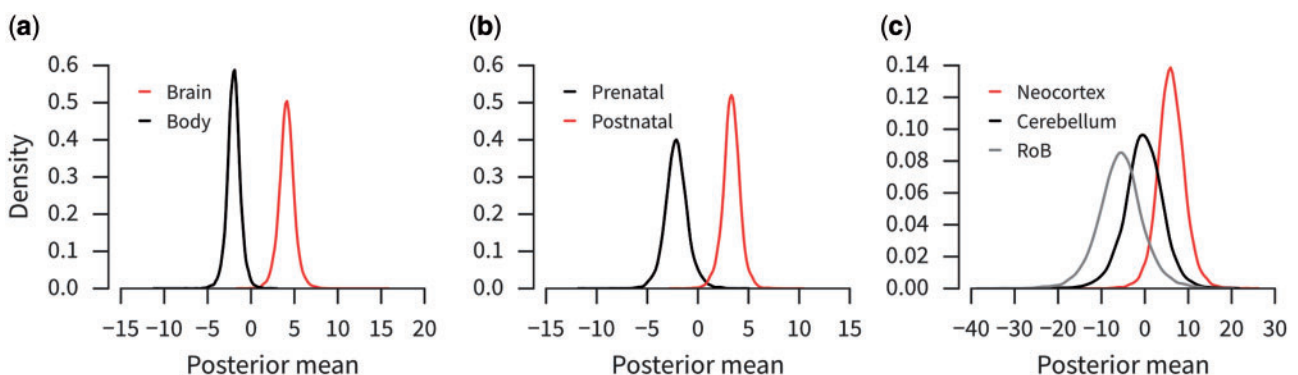 (a)
0.6
0.5
0.4
0.3
0.2
0.1
0.0
Density
Brain
Body
−15 −10 −5 0 5 10 15 20
Posterior mean
(b)
0.6
0.5
0.4
0.3
0.2
0.1
0.0
Prenatal
Postnatal
−15 −10 −5 0 5 10 15
Posterior mean
(c)
0.14
0.12
0.10
0.08
0.06
0.04
0.02
0.00
Neocortex
Cerebellum
RoB
−40 −30 −20 −10 0 10 20 30
Posterior mean